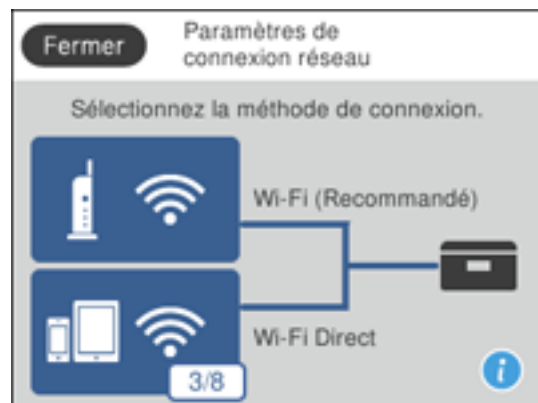 Fermer
Paramètres de
connexion réseau
Sélectionnez la méthode de connexion.
Wi-Fi (Recommandé)
Wi-Fi Direct
3/8
i